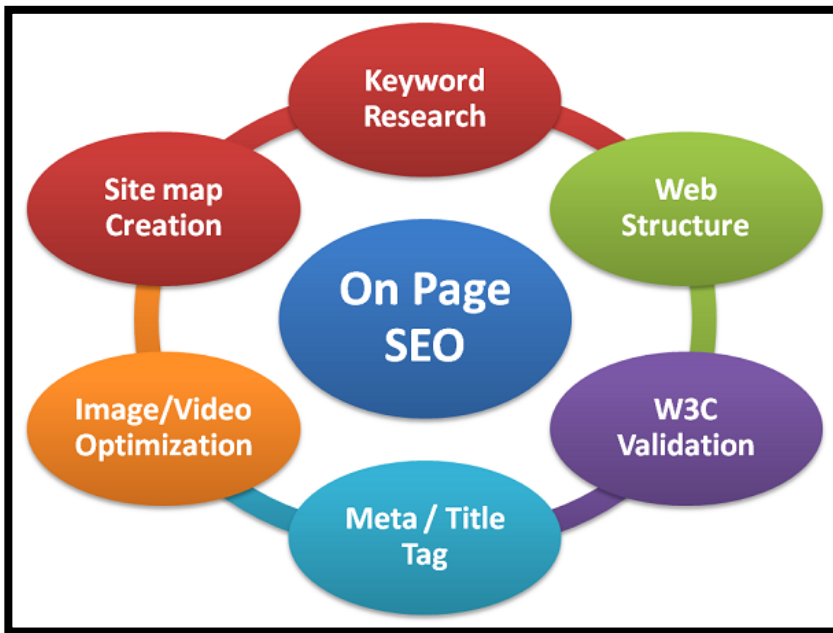 Keyword
Research
Web
Structure
W3C
Validation
Meta / Title
Tag
Image/Video
Optimization
Site map
Creation
On Page
SEO